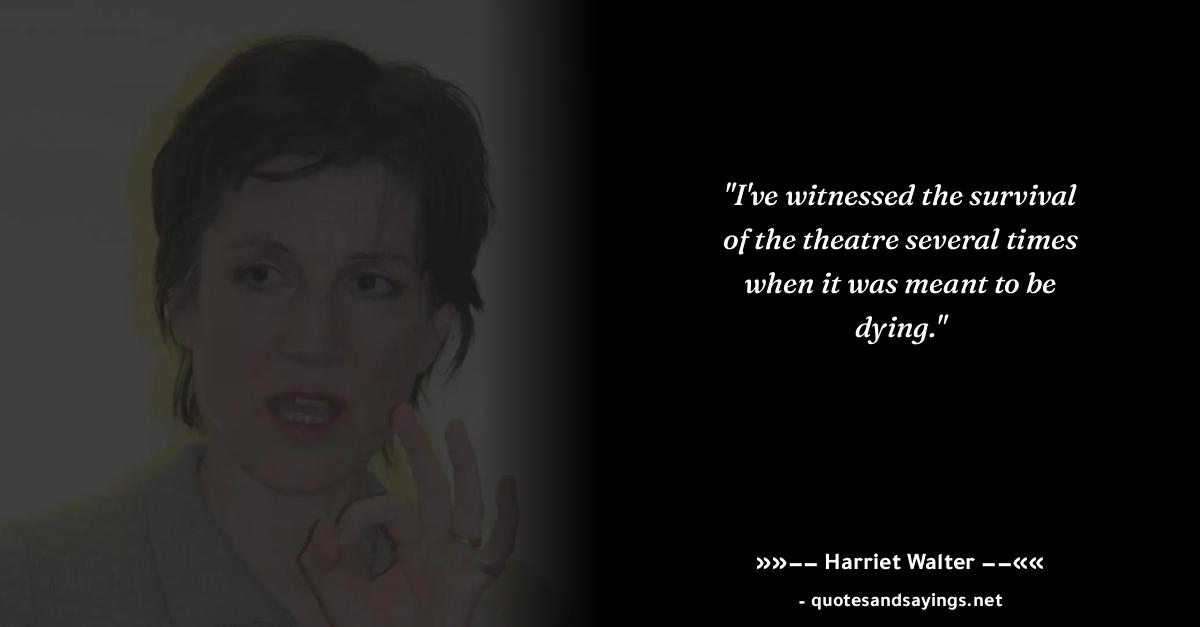 "I've witnessed the survival
of the theatre several times
when it was meant to be
dying."
»»−− Harriet Walter −−««
- quotesandsayings.net